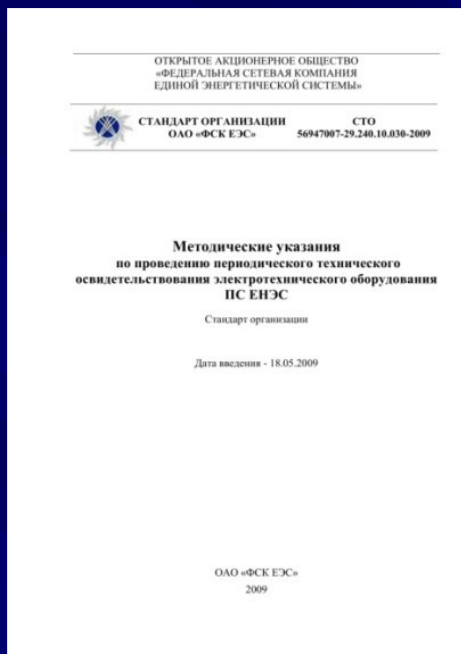 ОТКРЫТОЕ АКЦИОНЕРНОЕ ОБЩЕСТВО
«ФЕДЕРАЛЬНАЯ СЕТЕВАЯ КОМПАНИЯ
ЕДИНОЙ ЭНЕРГЕТИЧЕСКОЙ СИСТЕМЫ»
СТАНДАРТ ОРГАНИЗАЦИИ
ОАО «ФСК ЕЭС»
СТО
56947007-29.240.10.030-2009
Методические указания
по проведению периодического технического
освидетельствования электротехнического оборудования
ПС ЕНЭС
Стандарт организации
Дата введения - 18.05.2009
ОАО «ФСК ЕЭС»
2009